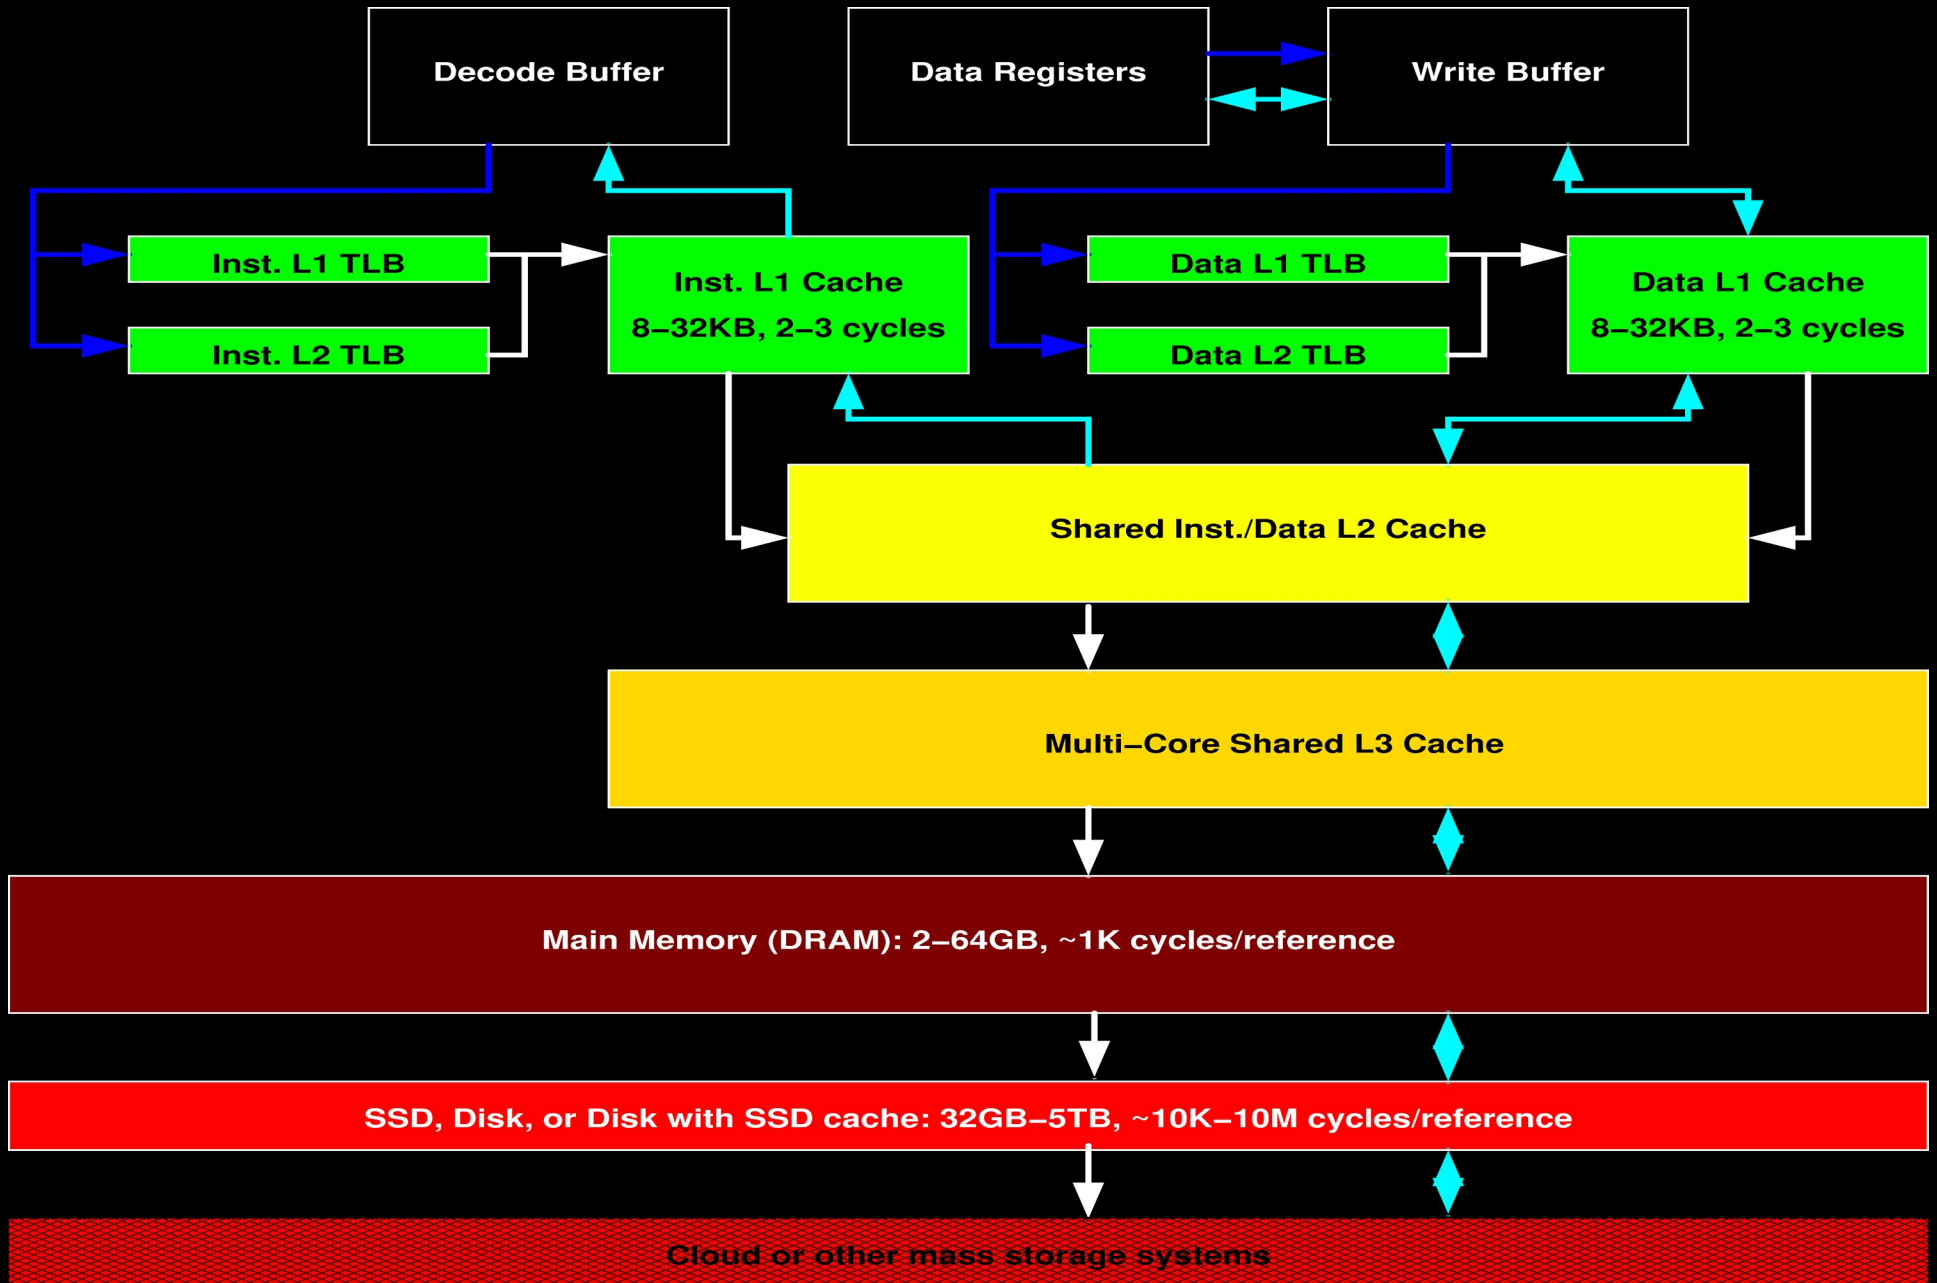 Decode Buffer
Data Registers
Write Buffer
Inst. L1 TLB
Inst. L2 TLB
Inst. L1 Cache
8–32KB, 2–3 cycles
Data L1 TLB
Data L2 TLB
Data L1 Cache
8–32KB, 2–3 cycles
Shared Inst./Data L2 Cache
Multi–Core Shared L3 Cache
Main Memory (DRAM): 2–64GB, ~1K cycles/reference
SSD, Disk, or Disk with SSD cache: 32GB–5TB, ~10K–10M cycles/reference
Cloud or other mass storage systems